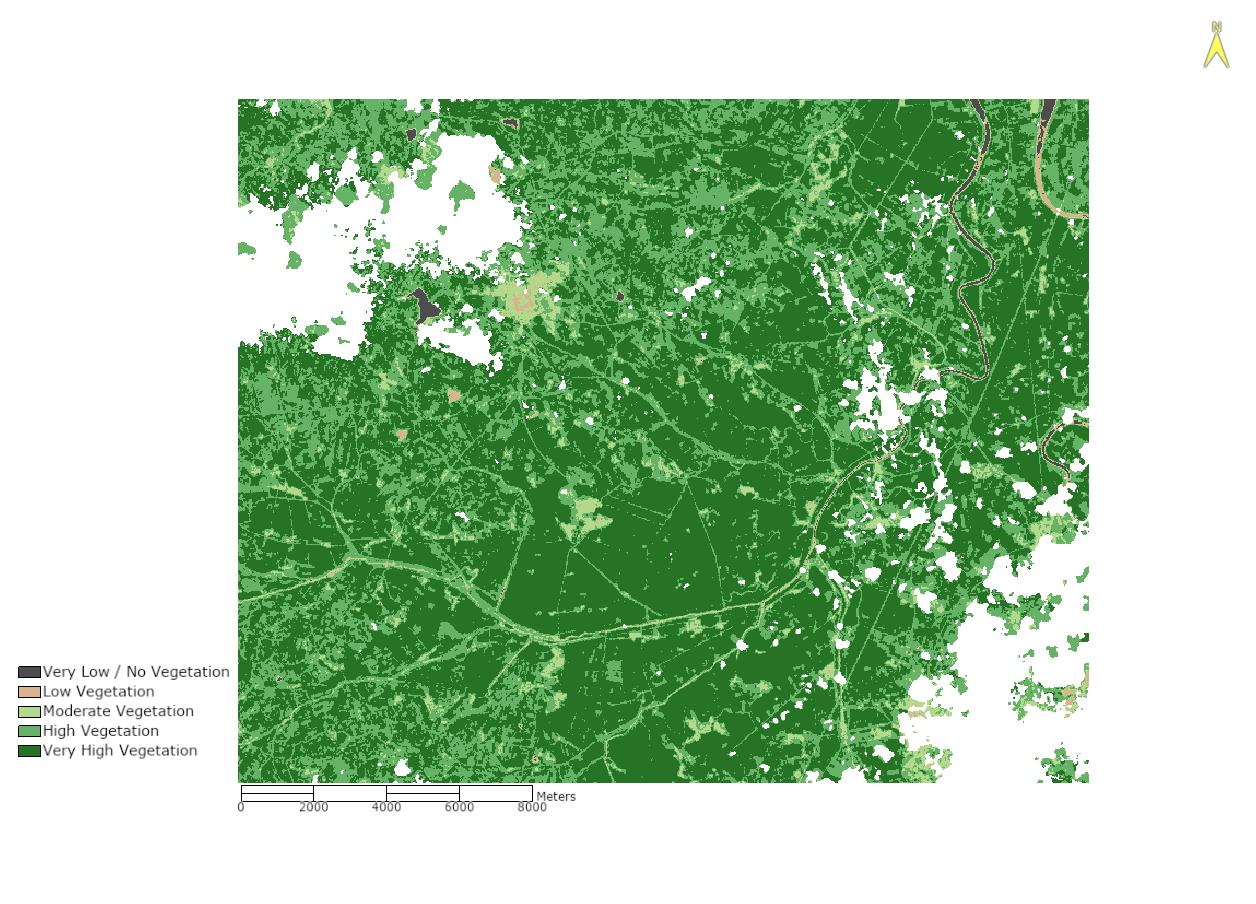 N
Very Low / No Vegetation
Low Vegetation
Moderate Vegetation
High Vegetation
Very High Vegetation
Meters
0 2000 4000 6000 8000